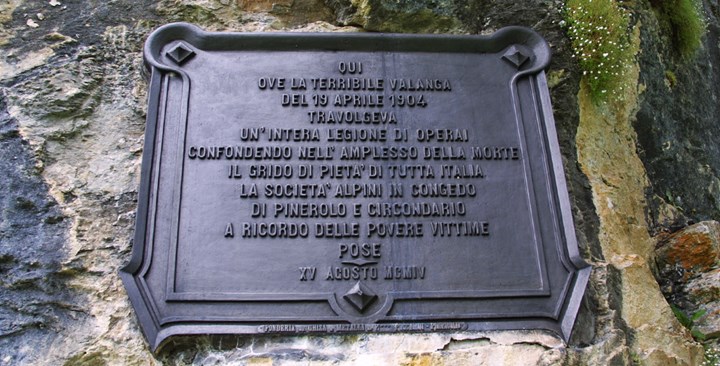 QUI
OVE LA TERRIBILE VALANGA
DEL 19 APRILE 1904
TRAVOLGEVA
UN' INTERA LEGIONE DI OPERAI
CONFONDENDO NELL' AMPLESSO DELLA MORTE
IL GRIDO DI PIETA' DI TUTTA ITALIA
LA SOCIETA' ALPINI IN CONGEDO
DI PINEROLO E CIRCONDARIO
A RICORDO DELLE POVERE VITTIME
POSE
XV AGOSTO MCMIV
FONDERIA